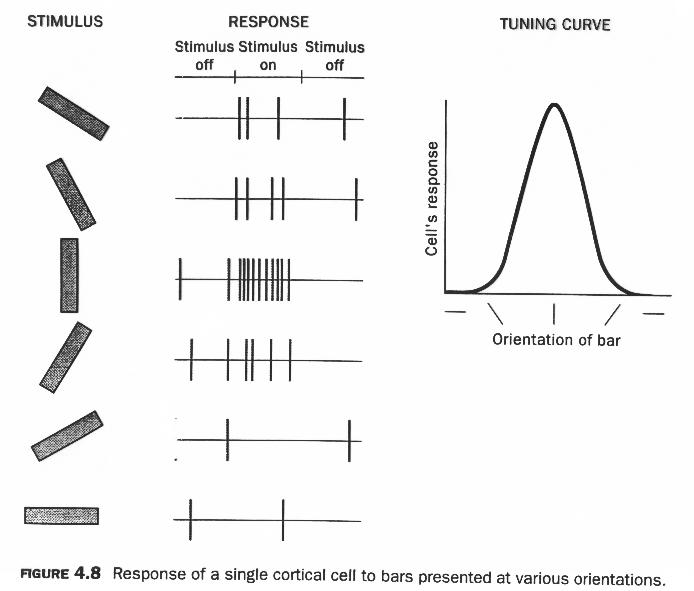 STIMULUS
RESPONSE
TUNING CURVE
Stimulus Stimulus Stimulus
off on off
Cell's response
Orientation of bar
FIGURE 4.8 Response of a single cortical cell to bars presented at various orientations.